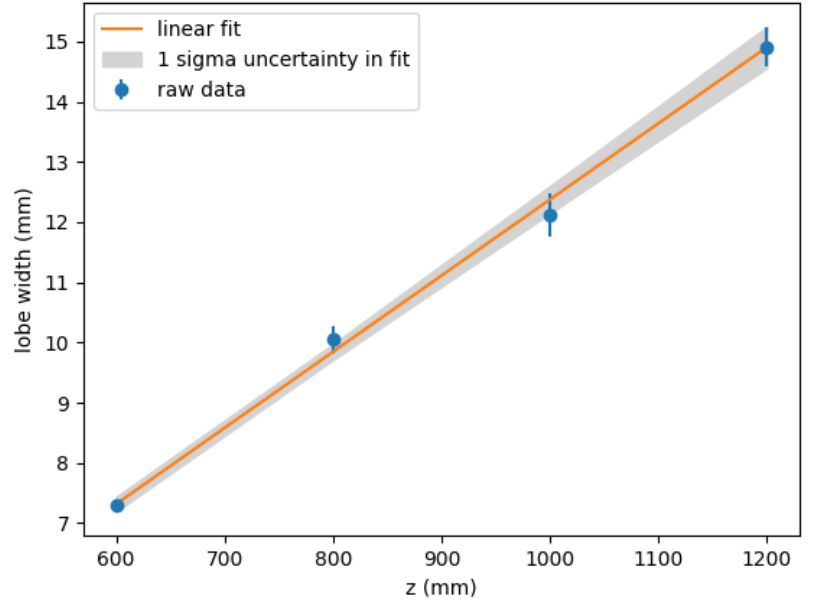 linear fit
1 sigma uncertainty in fit
raw data
15
14
13
12
11
10
9
8
7
lobe width (mm)
600 700 800 900 1000 1100 1200
z (mm)